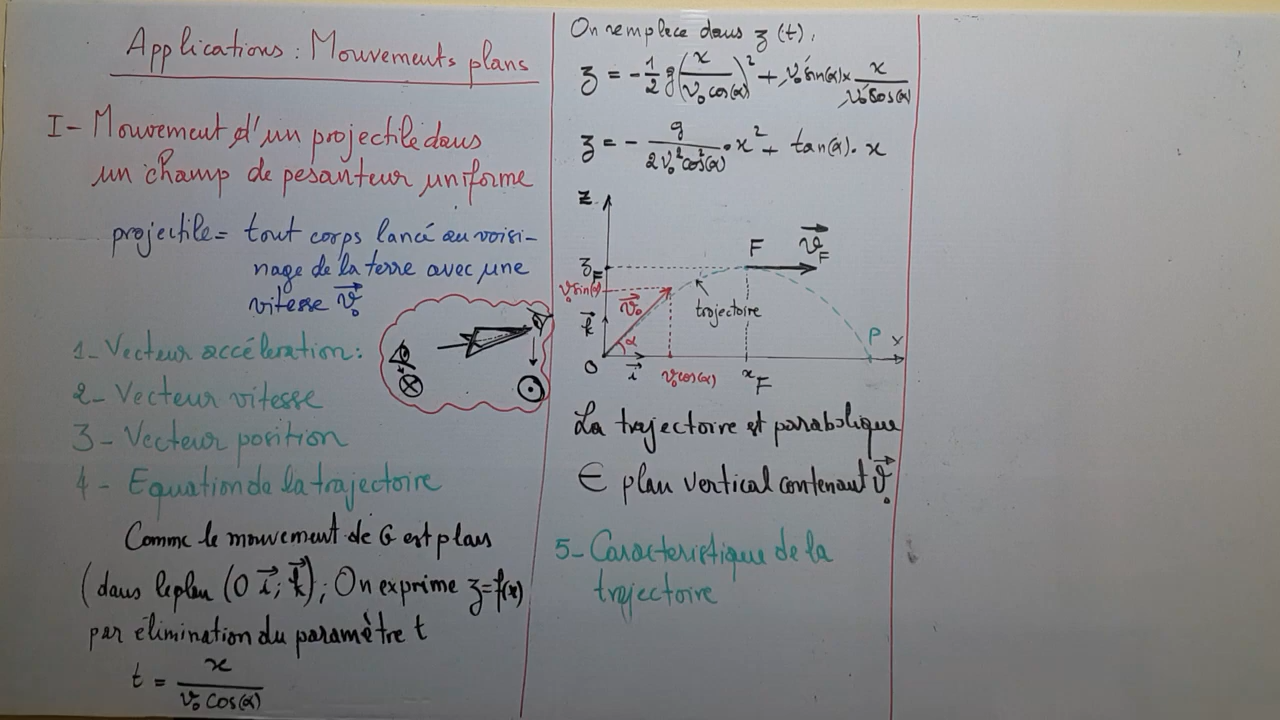 Applications : Mouvements plans
I- Mouvement d'un projectile dans
un champ de pesanteur uniforme
projectile = tout corps lancé au voisi-
nage de la terre avec une
vitesse v₀⃗
1- Vecteur accéleration :
2- Vecteur vitesse
3- Vecteur position
4- Equation de la trajectoire
Comme le mouvement de G est plan
(dans le plan (O i⃗; k⃗); On exprime z=f(x)
par élimination du paramètre t
t = x / (v₀ cos(α))
On remplece dans z(t),
z = -1/2 g (x / (v₀ cos(α)))² + v₀ sin(α) × x / (v₀ cos(α))
z = - g / (2v₀² cos²(α)) · x² + tan(α) · x
Z
F
v⃗_F
z_F
v₀ sin(α)
v₀⃗
trajectoire
k⃗
α
P
x
O
i⃗
v₀ cos(α)
x_F
La trajectoire et parabolique
∈ plan vertical contenant v₀⃗
5- Caracteristique de la
trajectoire